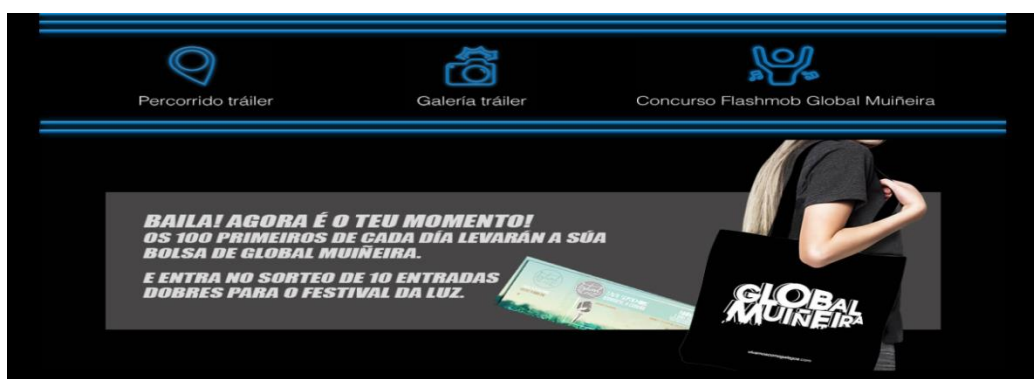 Percorrido tráiler
Galería tráiler
Concurso Flashmob Global Muiñeira
BAILA! AGORA É O TEU MOMENTO!
OS 100 PRIMEIROS DE CADA DÍA LEVARÁN A SÚA
BOLSA DE GLOBAL MUIÑEIRA.
E ENTRA NO SORTEO DE 10 ENTRADAS
DOBRES PARA O FESTIVAL DA LUZ.
GLOBAL
MUIÑEIRA